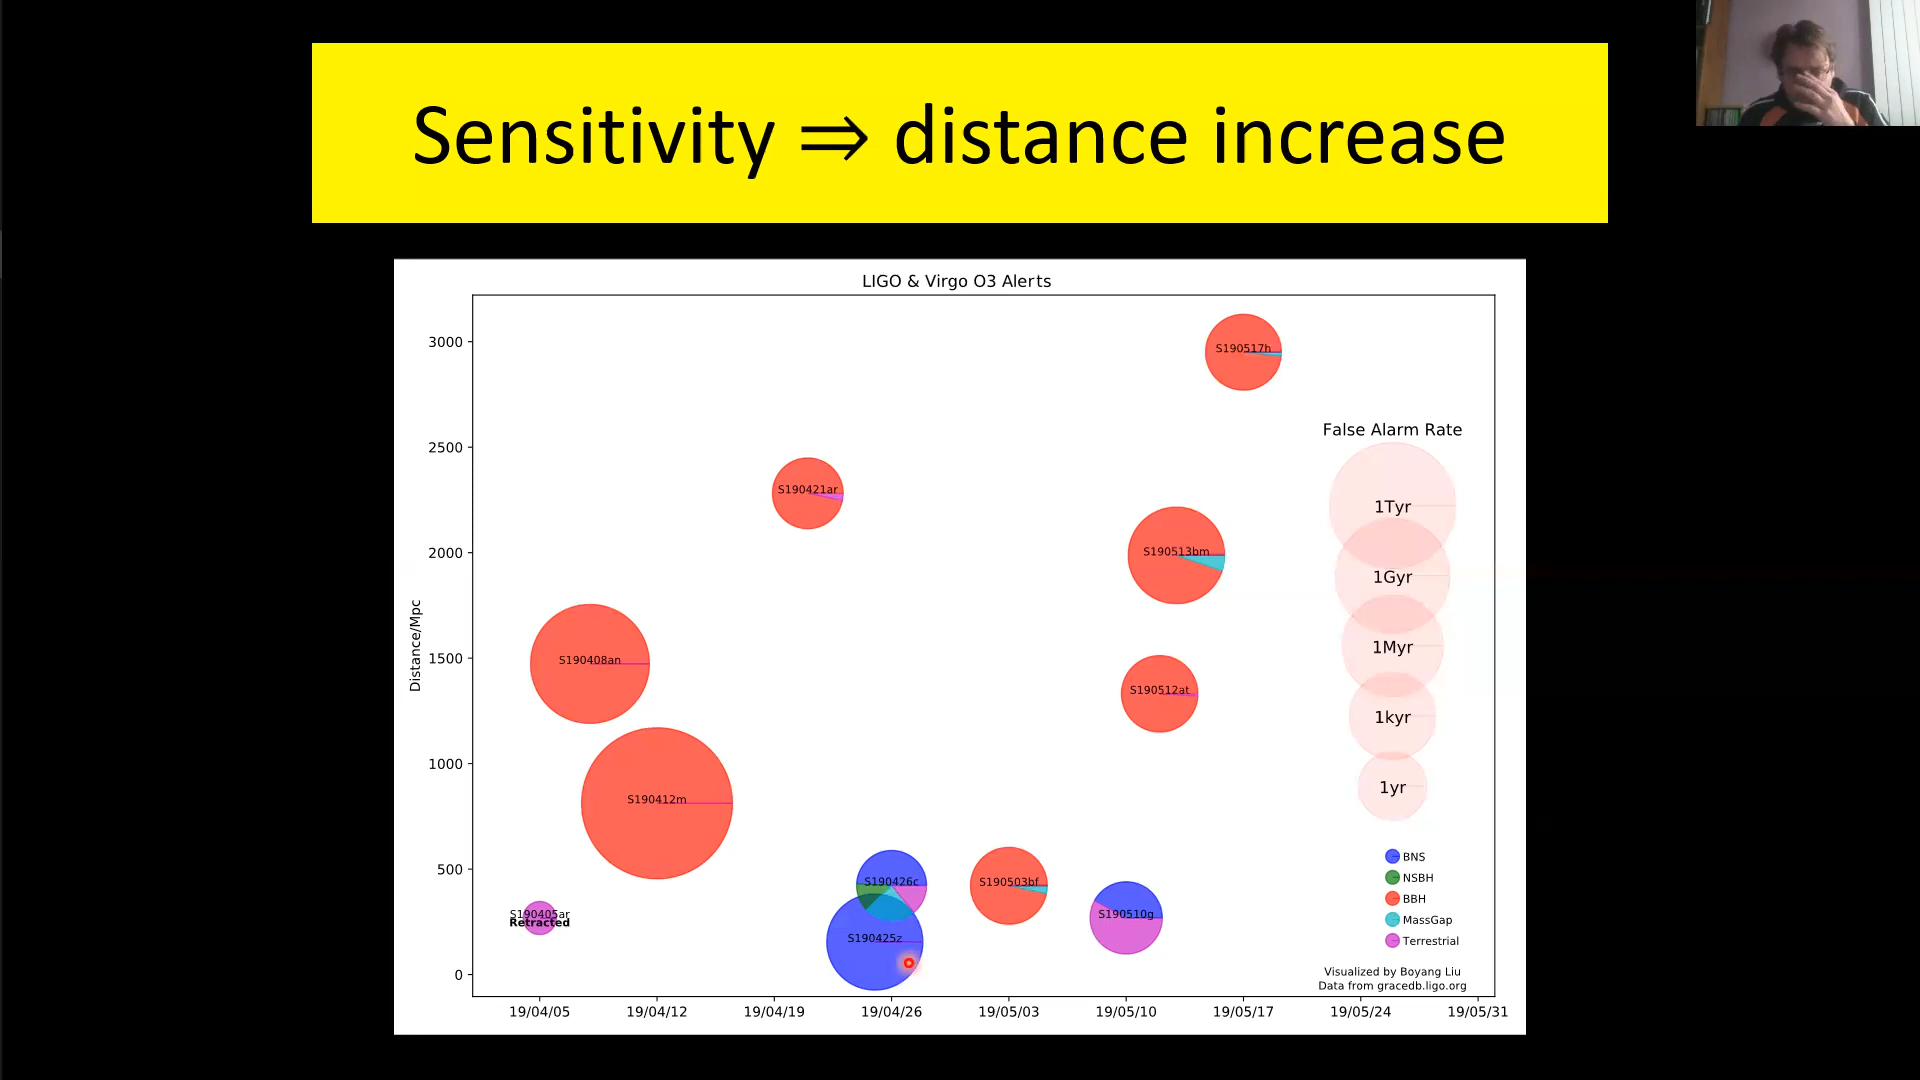 Sensitivity ⇒ distance increase
LIGO & Virgo O3 Alerts
3000
2500
2000
1500
1000
500
0
Distance/Mpc
S190517h
S190421ar
S190513bm
S190408an
S190512at
S190412m
S190426c
S190503bf
S190405ar
Retracted
S190510g
S190425z
False Alarm Rate
1Tyr
1Gyr
1Myr
1kyr
1yr
BNS
NSBH
BBH
MassGap
Terrestrial
Visualized by Boyang Liu
Data from gracedb.ligo.org
19/04/05
19/04/12
19/04/19
19/04/26
19/05/03
19/05/10
19/05/17
19/05/24
19/05/31